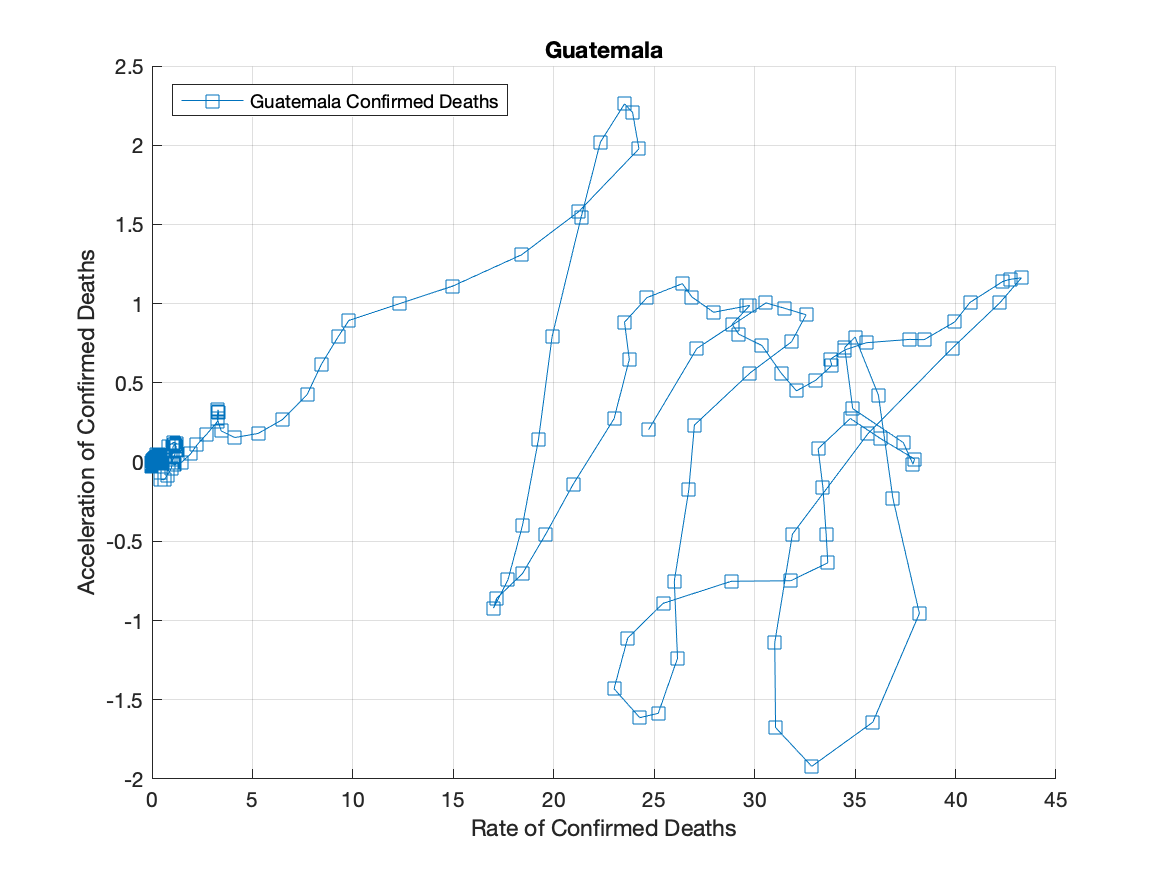 Guatemala
Guatemala Confirmed Deaths
2.5
2
1.5
1
0.5
0
-0.5
-1
-1.5
-2
Acceleration of Confirmed Deaths
0 5 10 15 20 25 30 35 40 45
Rate of Confirmed Deaths